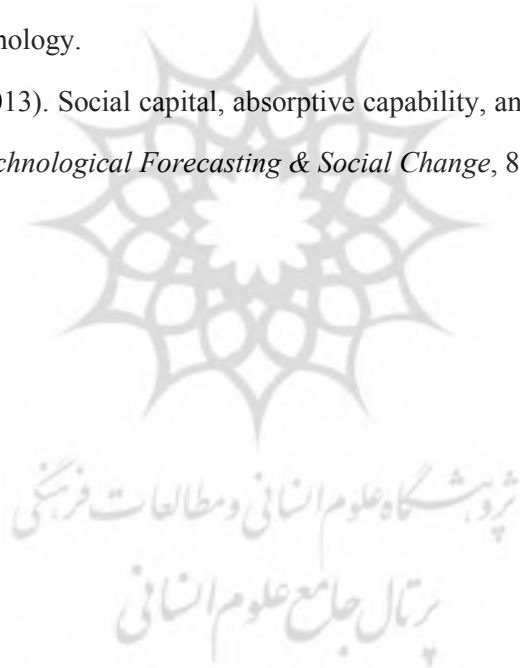 nology.
013). Social capital, absorptive capability, an
chnological Forecasting & Social Change, 8
پژوهشگاه علوم انسانی و مطالعات فرهنگی
پرتال جامع علوم انسانی